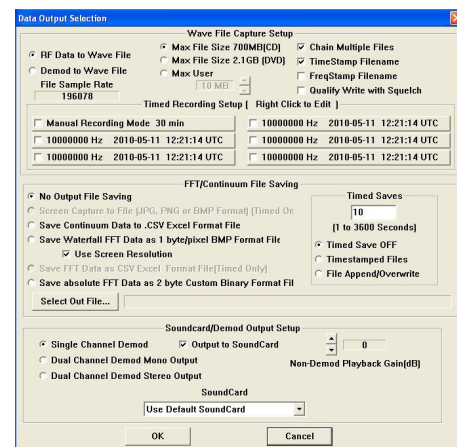 Data Output Selection
Wave File Capture Setup
RF Data to Wave File
Demod to Wave File
File Sample Rate
196078
Max File Size 700MB(CD)
Max File Size 2.1GB (DVD)
Max User
10 MB
Chain Multiple Files
TimeStamp Filename
FreqStamp Filename
Qualify Write with Squelch
Timed Recording Setup ( Right Click to Edit )
Manual Recording Mode 30 min
10000000 Hz 2010-05-11 12:21:14 UTC
10000000 Hz 2010-05-11 12:21:14 UTC
10000000 Hz 2010-05-11 12:21:14 UTC
10000000 Hz 2010-05-11 12:21:14 UTC
10000000 Hz 2010-05-11 12:21:14 UTC
FFT/Continuum File Saving
No Output File Saving
Screen Capture to File (JPG, PNG or BMP Format) (Timed On
Save Continuum Data to .CSV Excel Format File
Save Waterfall FFT Data as 1 byte/pixel BMP Format File
Use Screen Resolution
Save FFT Data as CSV Excel Format File(Timed Only)
Save absolute FFT Data as 2 byte Custom Binary Format Fil
Select Out File...
Timed Saves
10
(1 to 3600 Seconds)
Timed Save OFF
Timestamped Files
File Append/Overwrite
Soundcard/Demod Output Setup
Single Channel Demod
Output to SoundCard
0
Dual Channel Demod Mono Output
Non-Demod Playback Gain(dB)
Dual Channel Demod Stereo Output
SoundCard
Use Default SoundCard
OK
Cancel